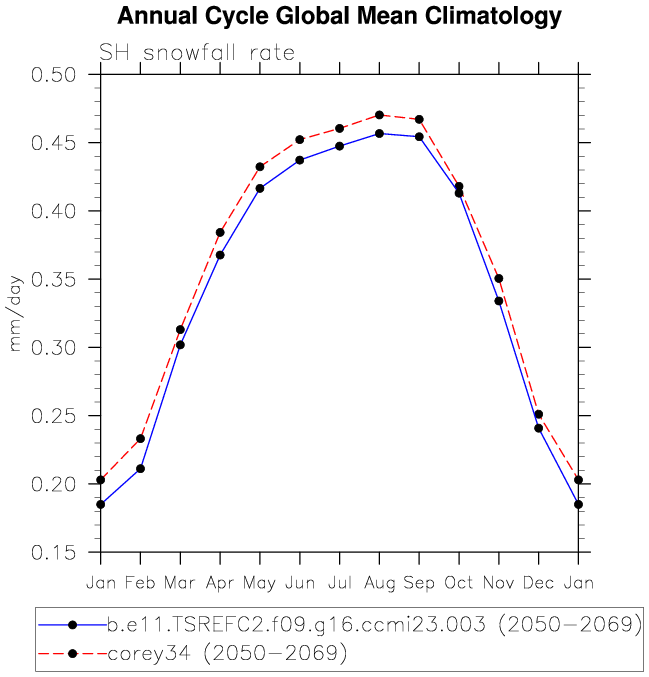 Annual Cycle Global Mean Climatology
SH snowfall rate
0.50
0.45
0.40
0.35
0.30
0.25
0.20
0.15
mm/day
Jan Feb Mar Apr May Jun Jul Aug Sep Oct Nov Dec Jan
b.e11.TSREFC2.f09.g16.ccmi23.003 (2050-2069)
corey34 (2050-2069)